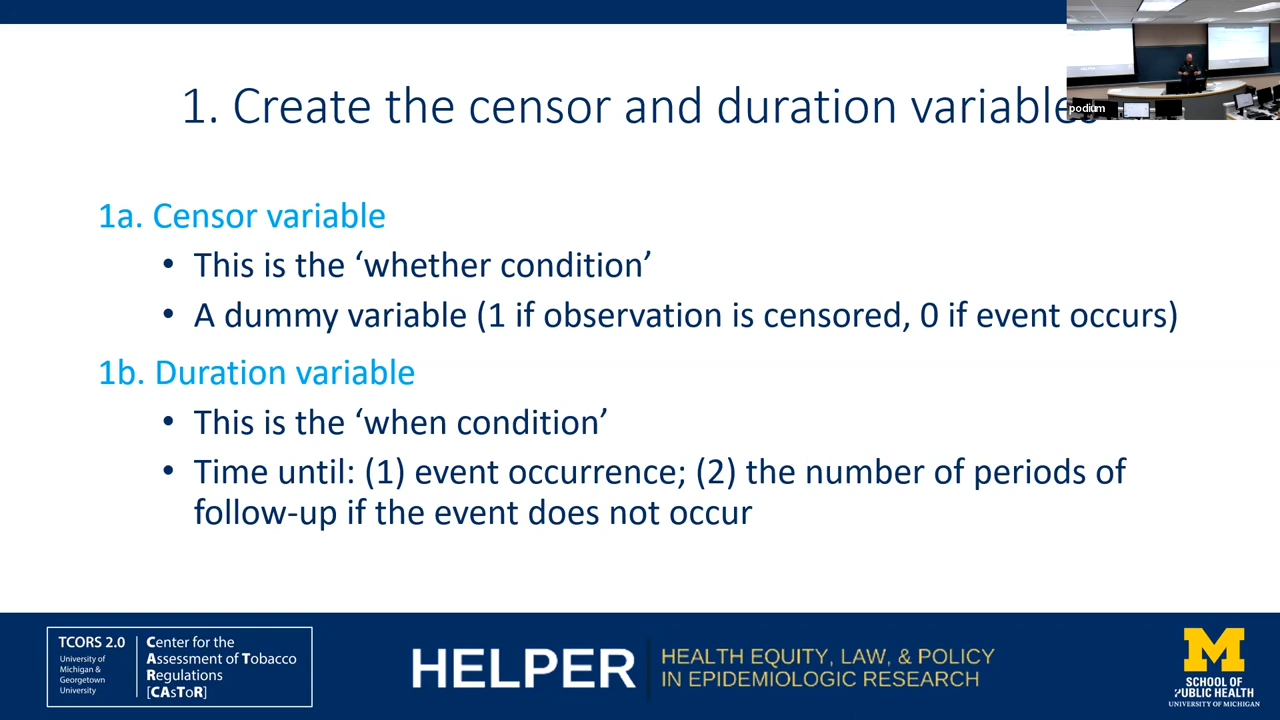 podium
1. Create the censor and duration variables
1a. Censor variable
• This is the ‘whether condition’
• A dummy variable (1 if observation is censored, 0 if event occurs)
1b. Duration variable
• This is the ‘when condition’
• Time until: (1) event occurrence; (2) the number of periods of
follow-up if the event does not occur
TCORS 2.0
University of
Michigan &
Georgetown
University
Center for the
Assessment of Tobacco
Regulations
[CAsToR]
HELPER
HEALTH EQUITY, LAW, & POLICY
IN EPIDEMIOLOGIC RESEARCH
M
SCHOOL OF
PUBLIC HEALTH
UNIVERSITY OF MICHIGAN